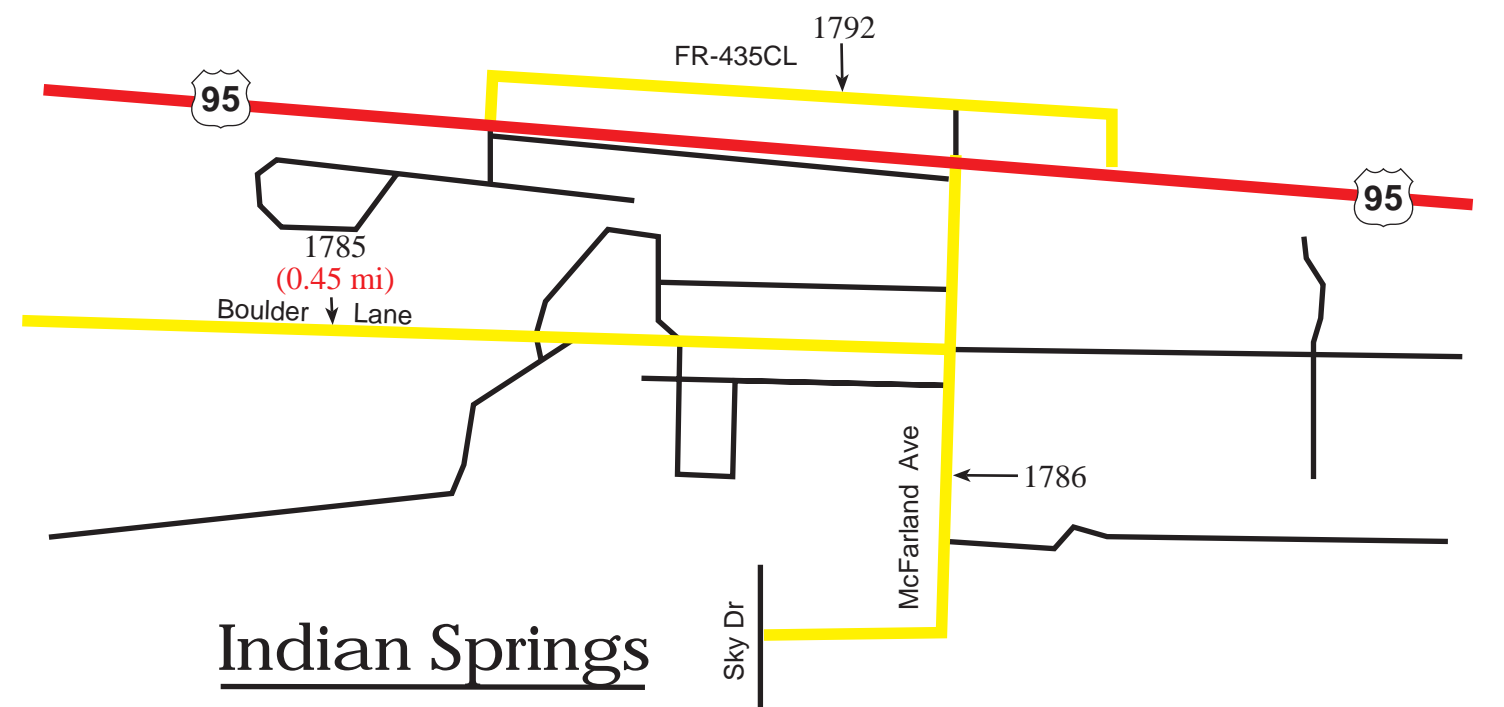 1792
FR-435CL
95
95
1785
(0.45 mi)
Boulder Lane
McFarland Ave
1786
Sky Dr
Indian Springs